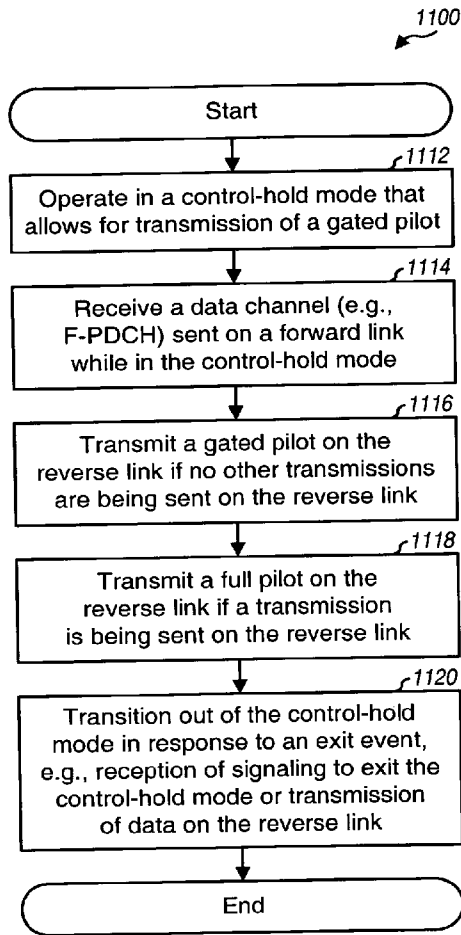 1100
Start
1112
Operate in a control-hold mode that
allows for transmission of a gated pilot
1114
Receive a data channel (e.g.,
F-PDCH) sent on a forward link
while in the control-hold mode
1116
Transmit a gated pilot on the
reverse link if no other transmissions
are being sent on the reverse link
1118
Transmit a full pilot on the
reverse link if a transmission
is being sent on the reverse link
1120
Transition out of the control-hold
mode in response to an exit event,
e.g., reception of signaling to exit the
control-hold mode or transmission
of data on the reverse link
End